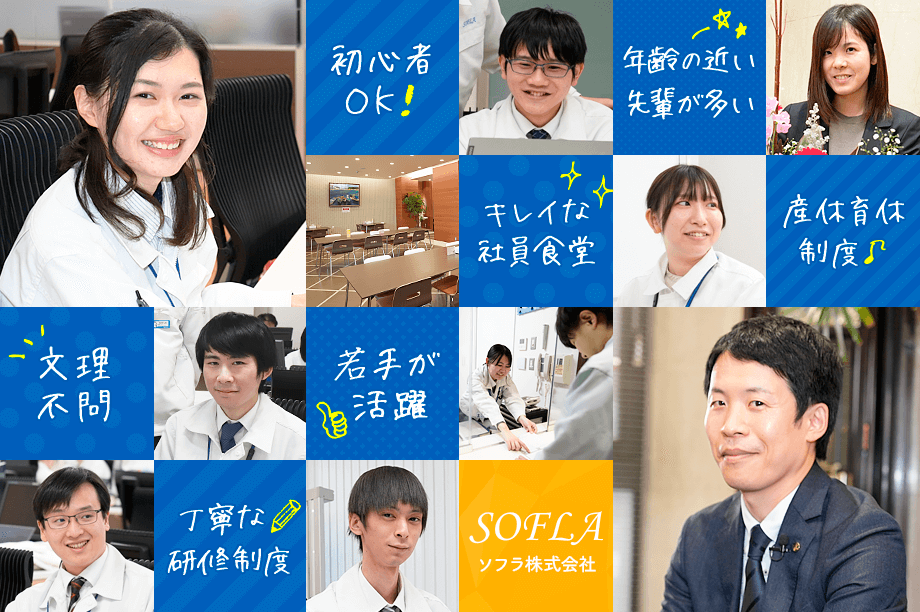 初心者
OK!
年齢の近い
先輩が多い
キレイな
社員食堂
産休育休
制度♪
文理
不問
若手が
活躍
丁寧な
研修制度
SOFLA
ソフラ株式会社